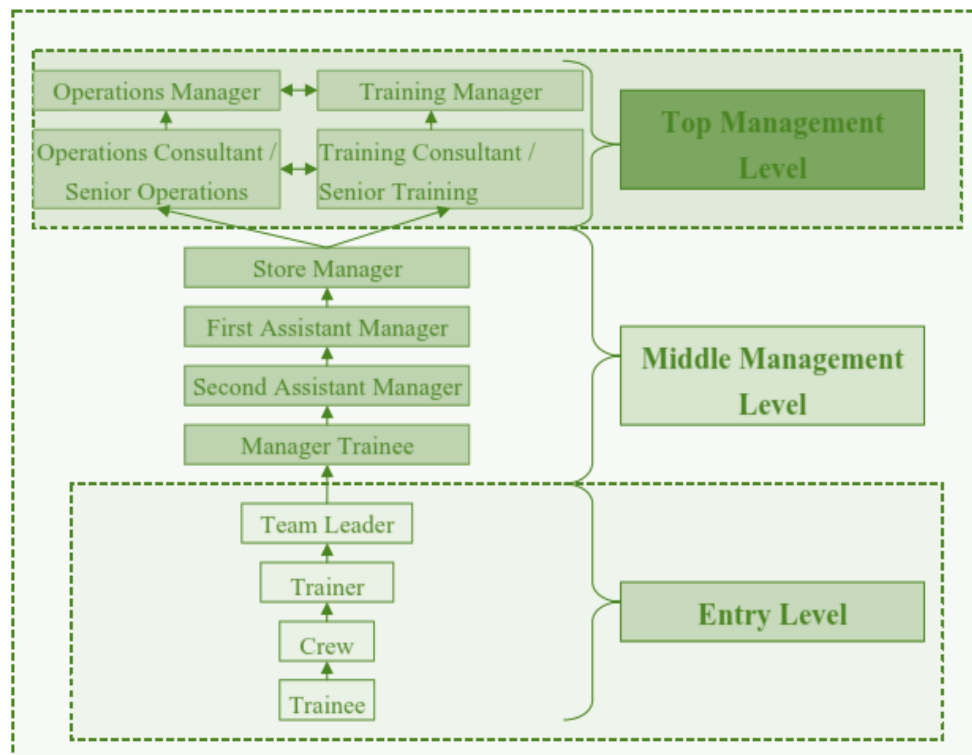 Operations Manager
Training Manager
Operations Consultant /
Senior Operations
Training Consultant /
Senior Training
Top Management
Level
Store Manager
First Assistant Manager
Second Assistant Manager
Manager Trainee
Middle Management
Level
Team Leader
Trainer
Crew
Trainee
Entry Level